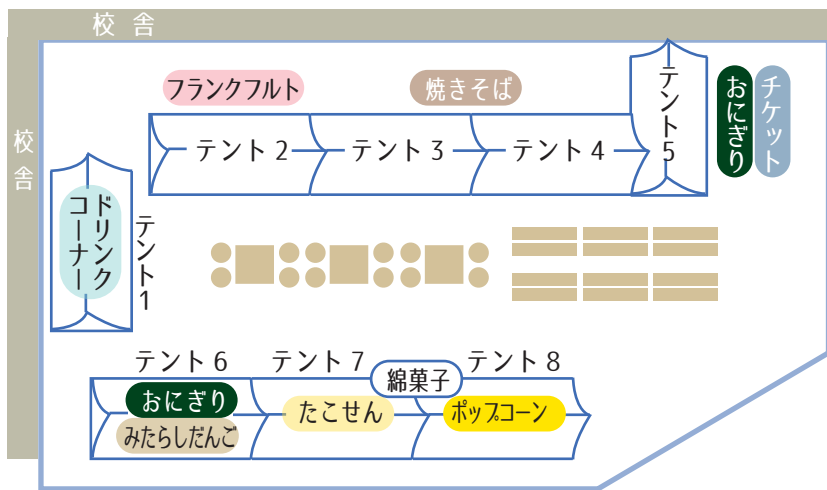 校舎
校舎
フランクフルト
焼きそば
テント2
テント3
テント4
テント5
おにぎり
チケット
ドリンク
コーナー
テント1
テント6
テント7
テント8
綿菓子
おにぎり
みたらしだんご
たこせん
ポップコーン